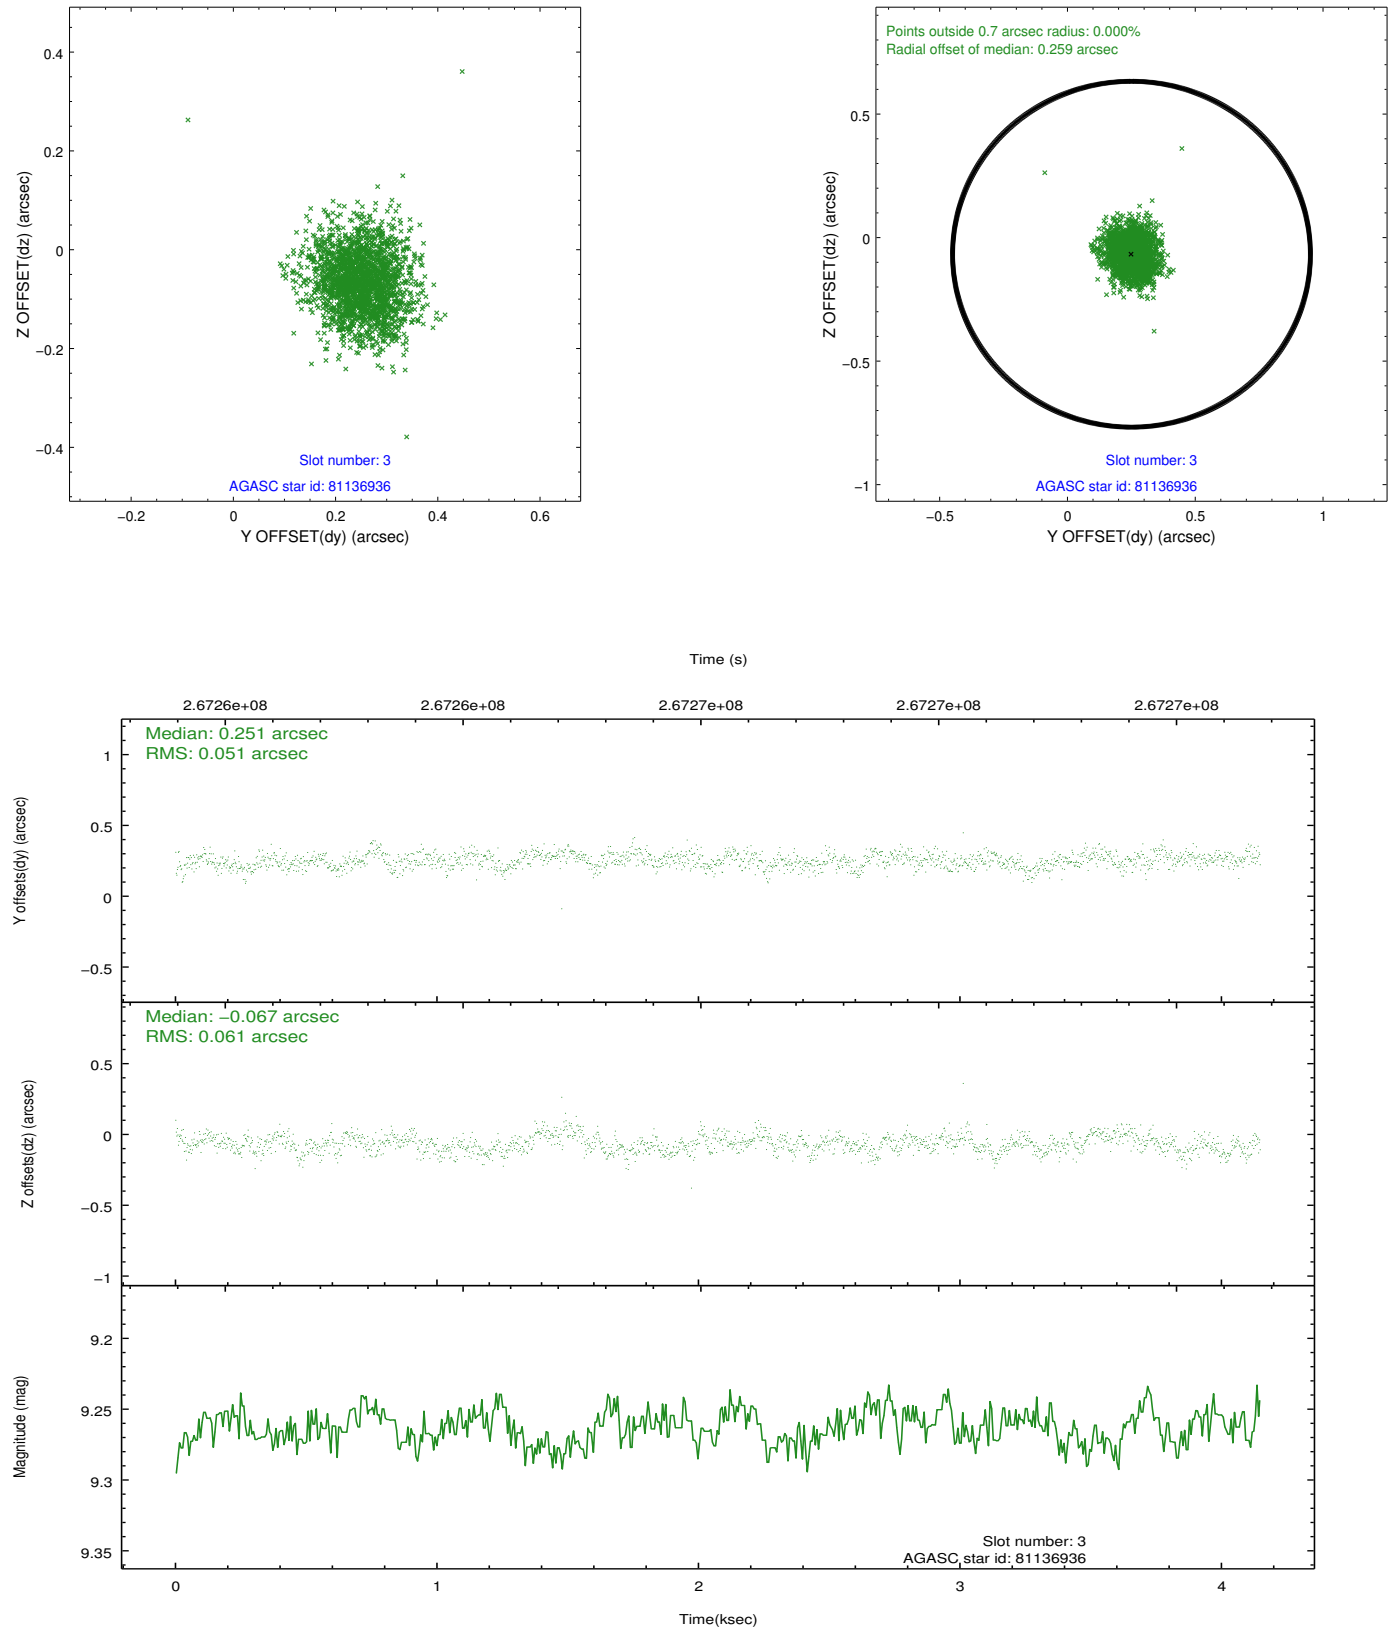 0.4
0.2
0
−0.2
−0.4
Z OFFSET(dz) (arcsec)
Slot number: 3
AGASC star id: 81136936
−0.2 0 0.2 0.4 0.6
Y OFFSET(dy) (arcsec)
Points outside 0.7 arcsec radius: 0.000%
Radial offset of median: 0.259 arcsec
0.5
0
−0.5
−1
Z OFFSET(dz) (arcsec)
Slot number: 3
AGASC star id: 81136936
−0.5 0 0.5 1
Y OFFSET(dy) (arcsec)
Time (s)
2.6726e+08 2.6726e+08 2.6727e+08 2.6727e+08 2.6727e+08
Median: 0.251 arcsec
RMS: 0.051 arcsec
1
0.5
0
−0.5
Y offsets(dy) (arcsec)
Median: −0.067 arcsec
RMS: 0.061 arcsec
0.5
0
−0.5
−1
Z offsets(dz) (arcsec)
9.2
9.25
9.3
9.35
Magnitude (mag)
Slot number: 3
AGASC star id: 81136936
0 1 2 3 4
Time(ksec)